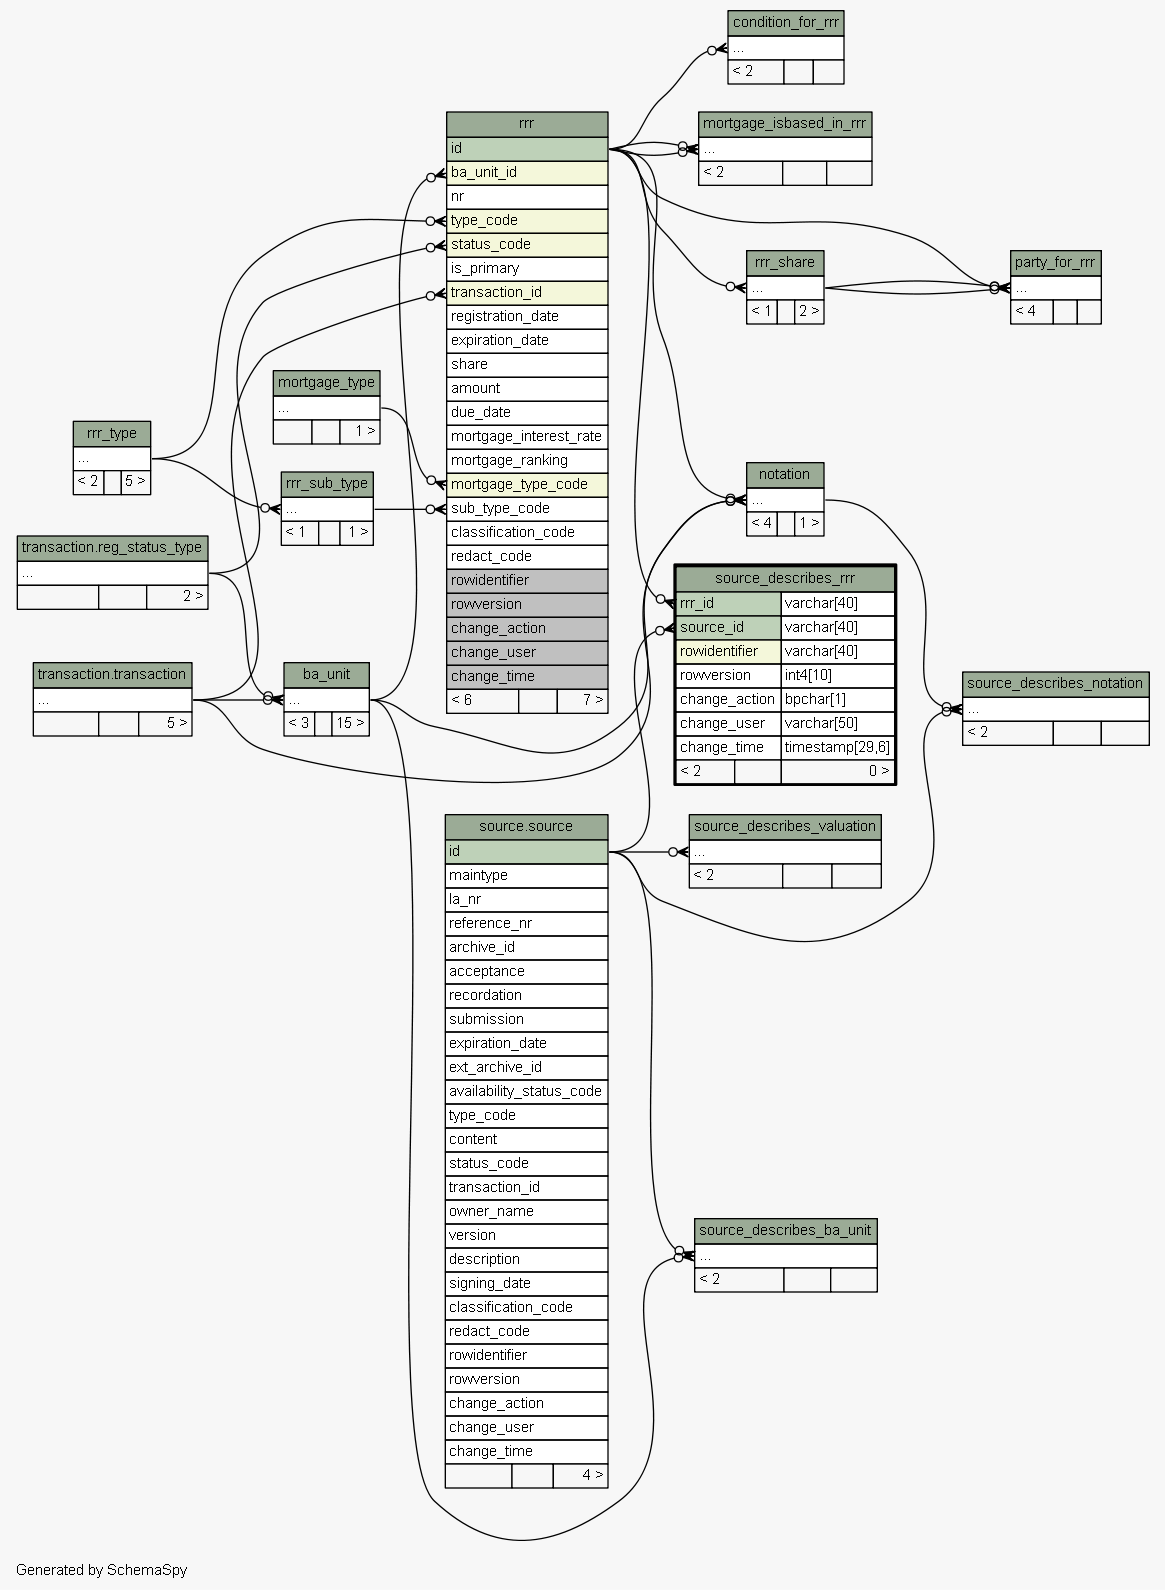 condition_for_rrr
...
< 2
rrr
id
ba_unit_id
nr
type_code
status_code
is_primary
transaction_id
registration_date
expiration_date
share
amount
due_date
mortgage_interest_rate
mortgage_ranking
mortgage_type_code
sub_type_code
classification_code
redact_code
rowidentifier
rowversion
change_action
change_user
change_time
< 6 7 >
mortgage_isbased_in_rrr
...
< 2
rrr_share
...
< 1 2 >
party_for_rrr
...
< 4
mortgage_type
...
1 >
rrr_type
...
< 2 5 >
rrr_sub_type
...
< 1 1 >
notation
...
< 4 1 >
transaction.reg_status_type
...
2 >
source_describes_rrr
rrr_id varchar[40]
source_id varchar[40]
rowidentifier varchar[40]
rowversion int4[10]
change_action bpchar[1]
change_user varchar[50]
change_time timestamp[29,6]
< 2 0 >
transaction.transaction
...
5 >
ba_unit
...
< 3 15 >
source_describes_notation
...
< 2
source.source
id
maintype
la_nr
reference_nr
archive_id
acceptance
recordation
submission
expiration_date
ext_archive_id
availability_status_code
type_code
content
status_code
transaction_id
owner_name
version
description
signing_date
classification_code
redact_code
rowidentifier
rowversion
change_action
change_user
change_time
4 >
source_describes_valuation
...
< 2
source_describes_ba_unit
...
< 2
Generated by SchemaSpy